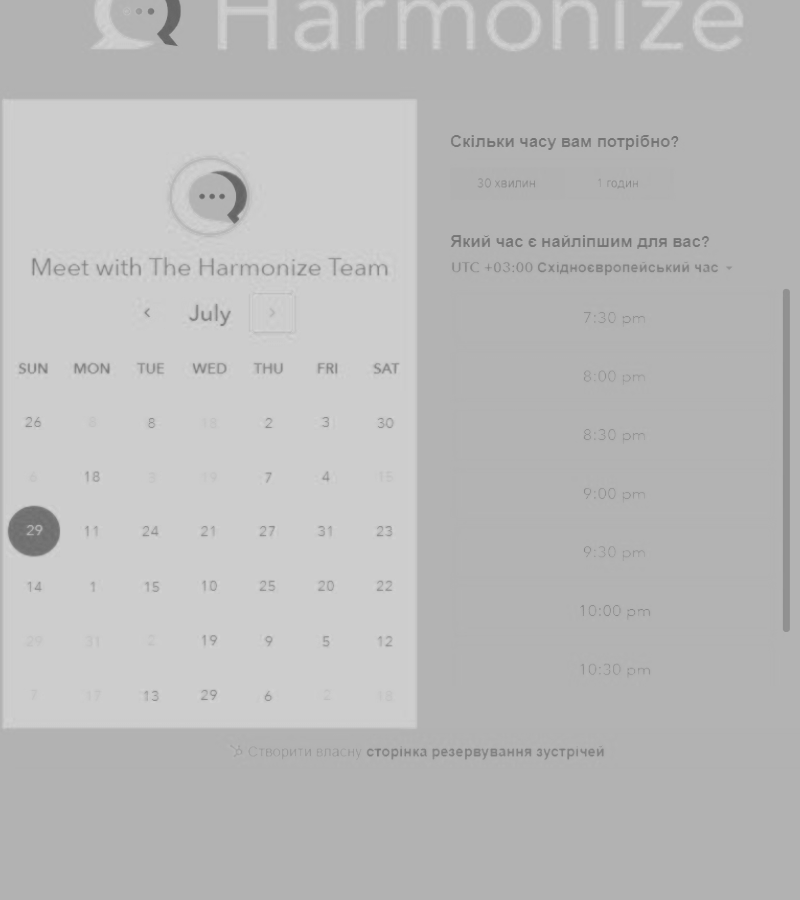 Harmonize
Meet with The Harmonize Team
July
SUN MON TUE WED THU FRI SAT
26 8 8 18 2 3 30
6 18 3 19 7 4 15
29 11 24 21 27 31 23
14 1 15 10 25 20 22
29 31 2 19 9 5 12
7 17 13 29 6 2 18
Скільки часу вам потрібно?
30 хвилин 1 годин
Який час є найліпшим для вас?
UTC +03:00 Східноєвропейський час
7:30 pm
8:00 pm
8:30 pm
9:00 pm
9:30 pm
10:00 pm
10:30 pm
Створити власну сторінка резервування зустрічей